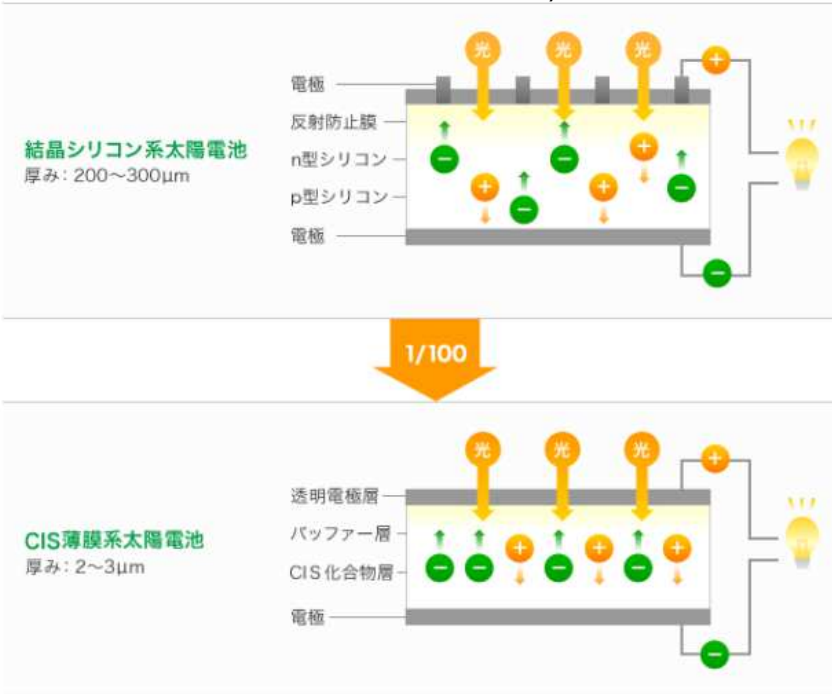 光 光 光
電極
反射防止膜
結晶シリコン系太陽電池
厚み：200〜300μm
n型シリコン
p型シリコン
電極
1/100
光 光 光
透明電極層
バッファー層
CIS薄膜系太陽電池
厚み：2〜3μm
CIS化合物層
電極